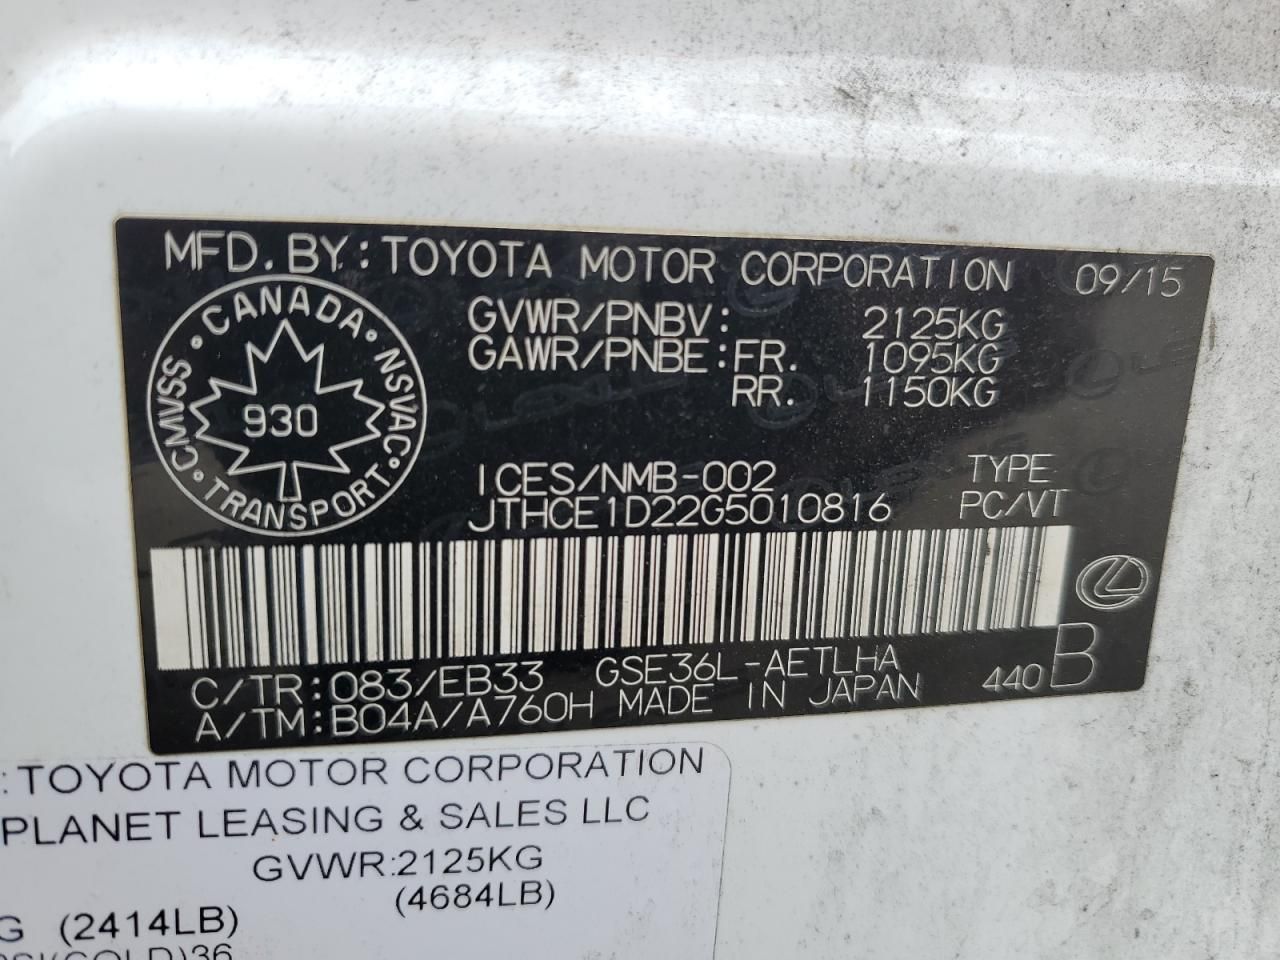 MFD. BY: TOYOTA MOTOR CORPORATION 09/15
CMVSS • CANADA • NSVAC • TRANSPORT •
930
GVWR/PNBV: 2125KG
GAWR/PNBE: FR. 1095KG
RR. 1150KG
ICES/NMB-002 TYPE
JTHCE1D22G5010816 PC/VT
C/TR: 083/EB33 GSE36L-AETLHA
A/TM: B04A/A760H MADE IN JAPAN 440 B
: TOYOTA MOTOR CORPORATION
PLANET LEASING & SALES LLC
GVWR:2125KG
(4684LB)
G (2414LB)
(COLD)36